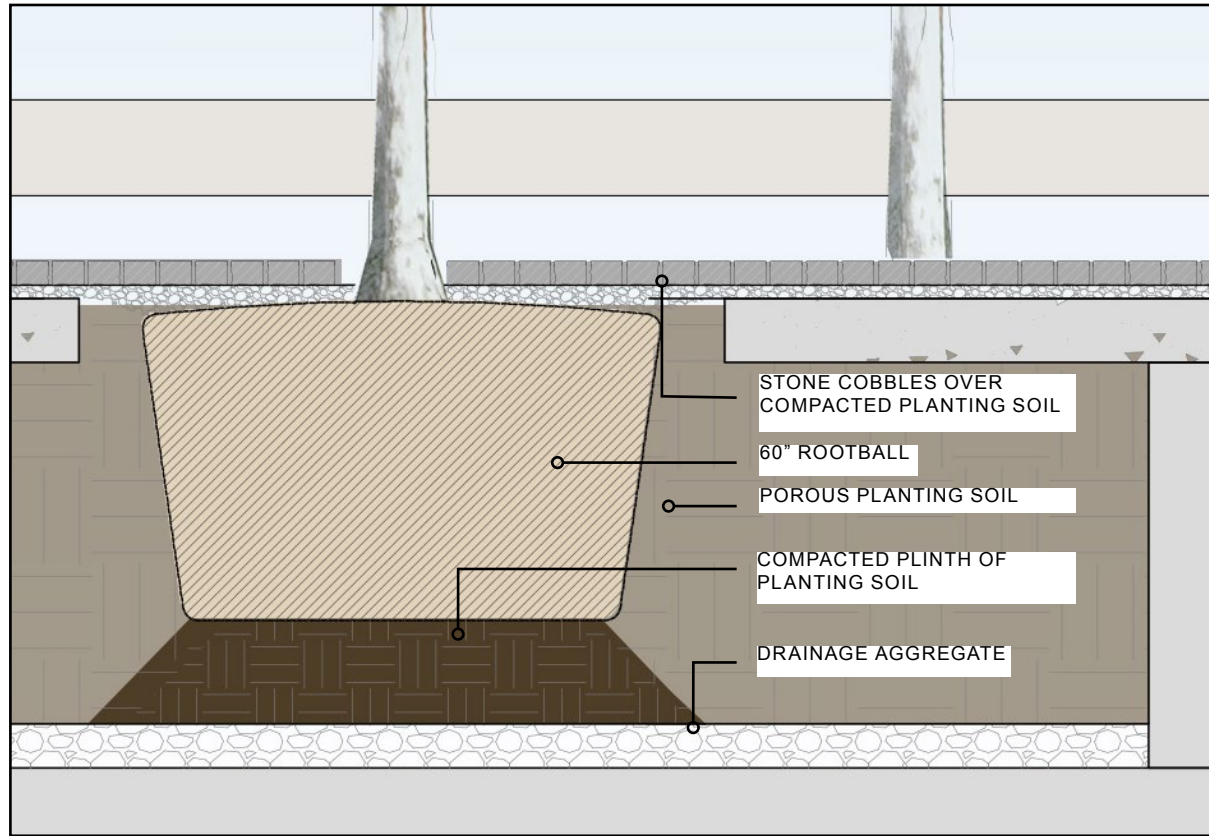 STONE COBBLES OVER
COMPACTED PLANTING SOIL
60” ROOTBALL
POROUS PLANTING SOIL
COMPACTED PLINTH OF
PLANTING SOIL
DRAINAGE AGGREGATE